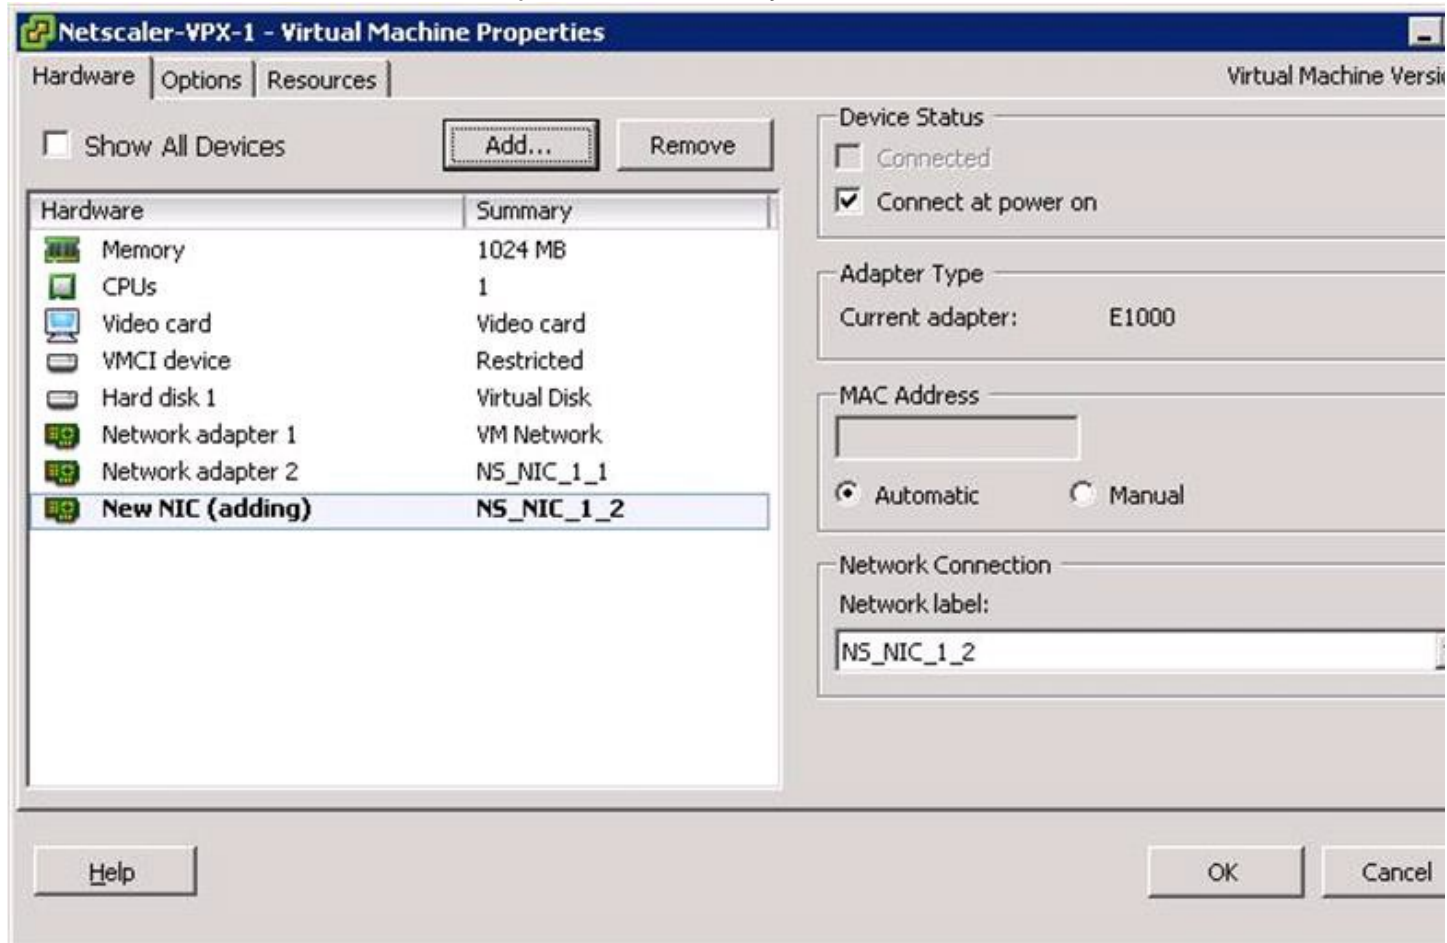 Netscaler-VPX-1 - Virtual Machine Properties
Hardware Options Resources
Virtual Machine Versi
Show All Devices
Add...
Remove
Hardware Summary
Memory 1024 MB
CPUs 1
Video card Video card
VMCI device Restricted
Hard disk 1 Virtual Disk
Network adapter 1 VM Network
Network adapter 2 NS_NIC_1_1
New NIC (adding) NS_NIC_1_2
Device Status
Connected
Connect at power on
Adapter Type
Current adapter: E1000
MAC Address
Automatic Manual
Network Connection
Network label:
NS_NIC_1_2
Help
OK
Cancel